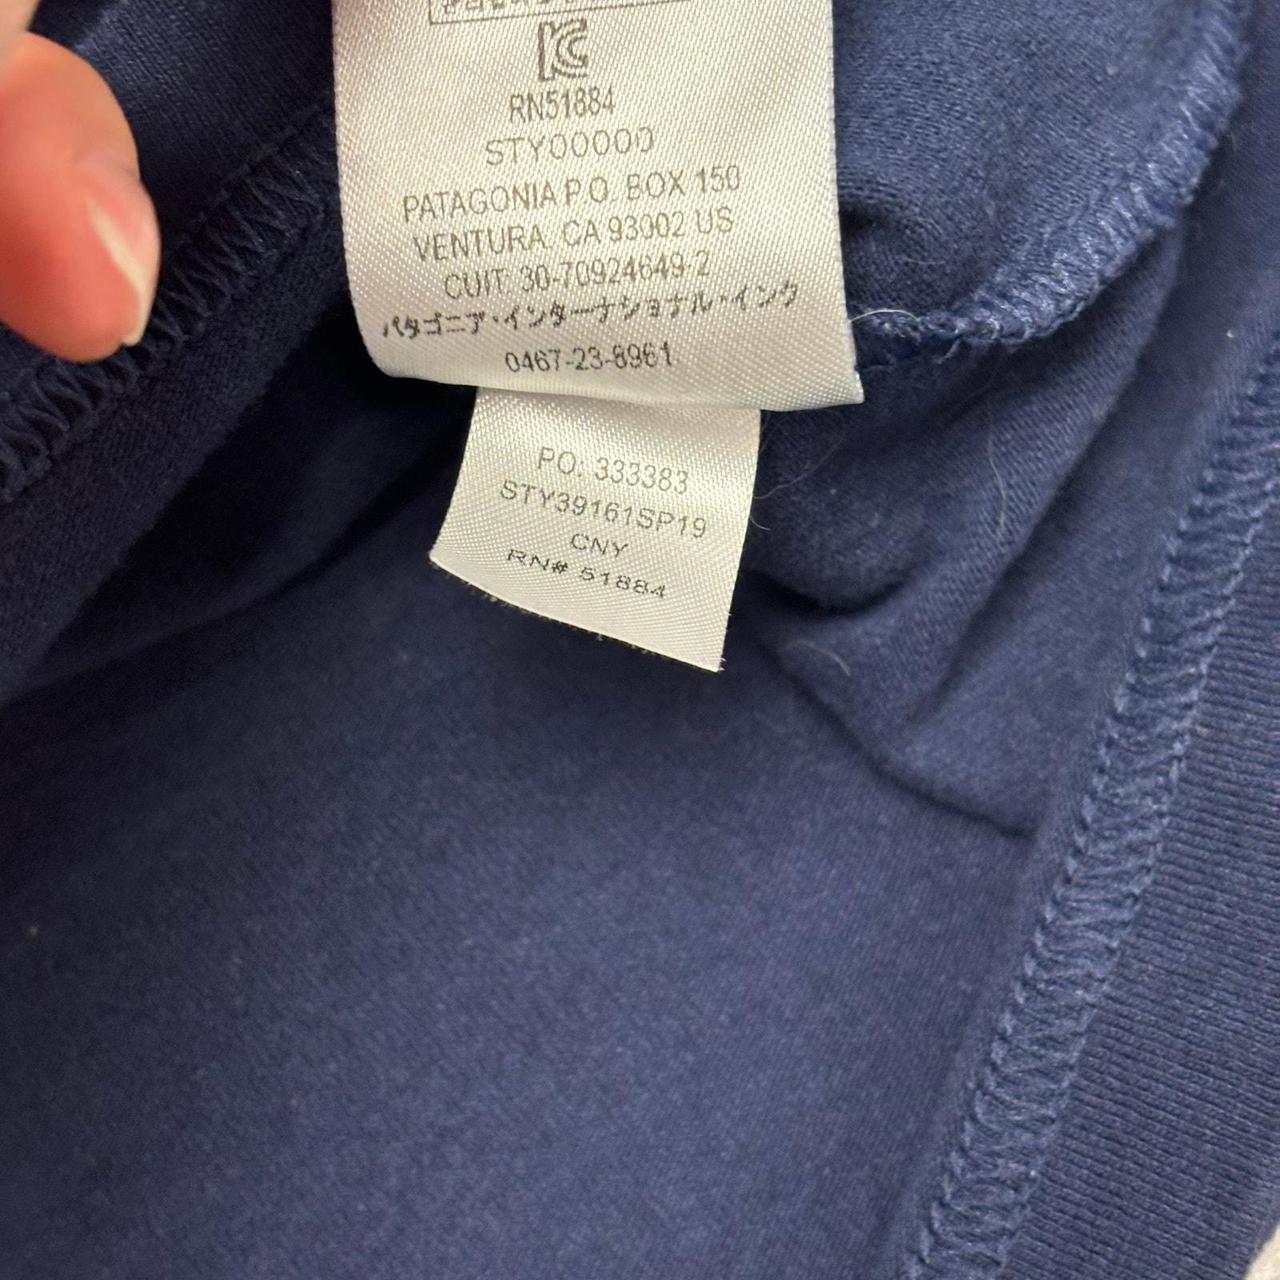 RN51884
STY00000
PATAGONIA P.O. BOX 150
VENTURA, CA 93002 US
CUIT: 30-70924649-2
パタゴニア・インターナショナル・インク
0467-23-8961
PO: 333383
STY39161SP19
CNY
RN# 51884